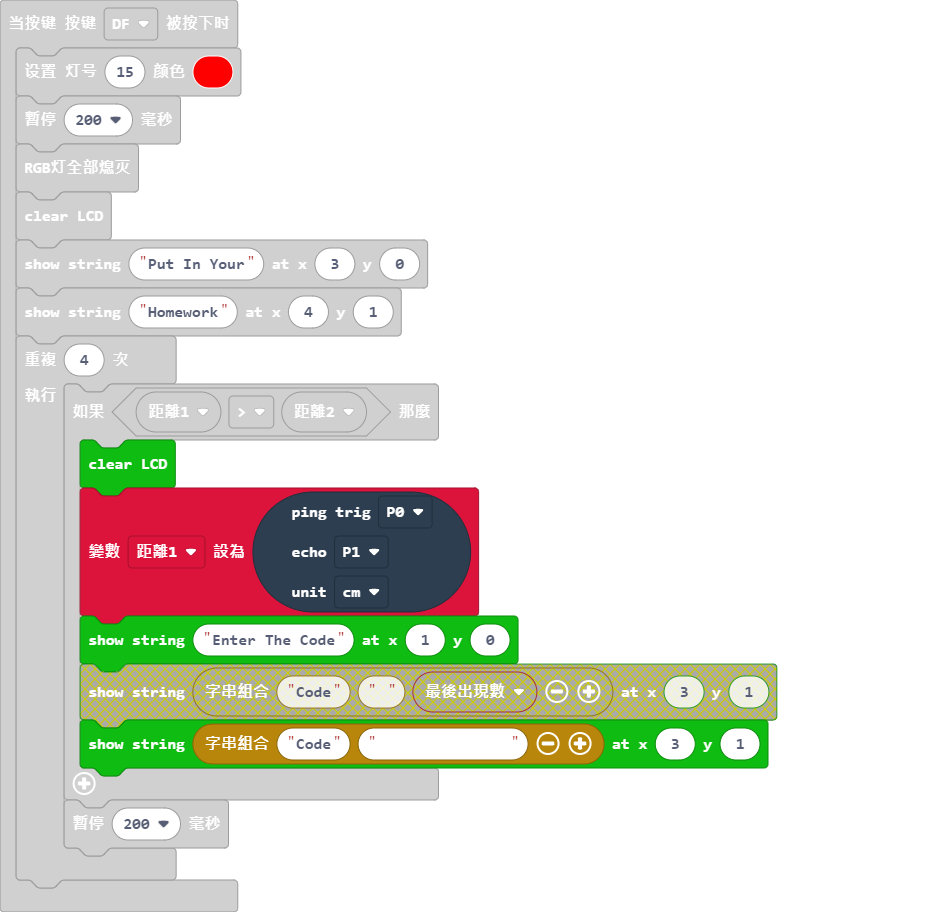 当按键 按键 DF 被按下时
设置 灯号 15 颜色
暫停 200 毫秒
RGB灯全部熄灭
clear LCD
show string "Put In Your" at x 3 y 0
show string "Homework" at x 4 y 1
重複 4 次
執行
如果 距離1 > 距離2 那麼
clear LCD
變數 距離1 設為 ping trig P0
echo P1
unit cm
show string "Enter The Code" at x 1 y 0
show string 字串組合 "Code" " " 最後出現數 at x 3 y 1
show string 字串組合 "Code" " " at x 3 y 1
暫停 200 毫秒